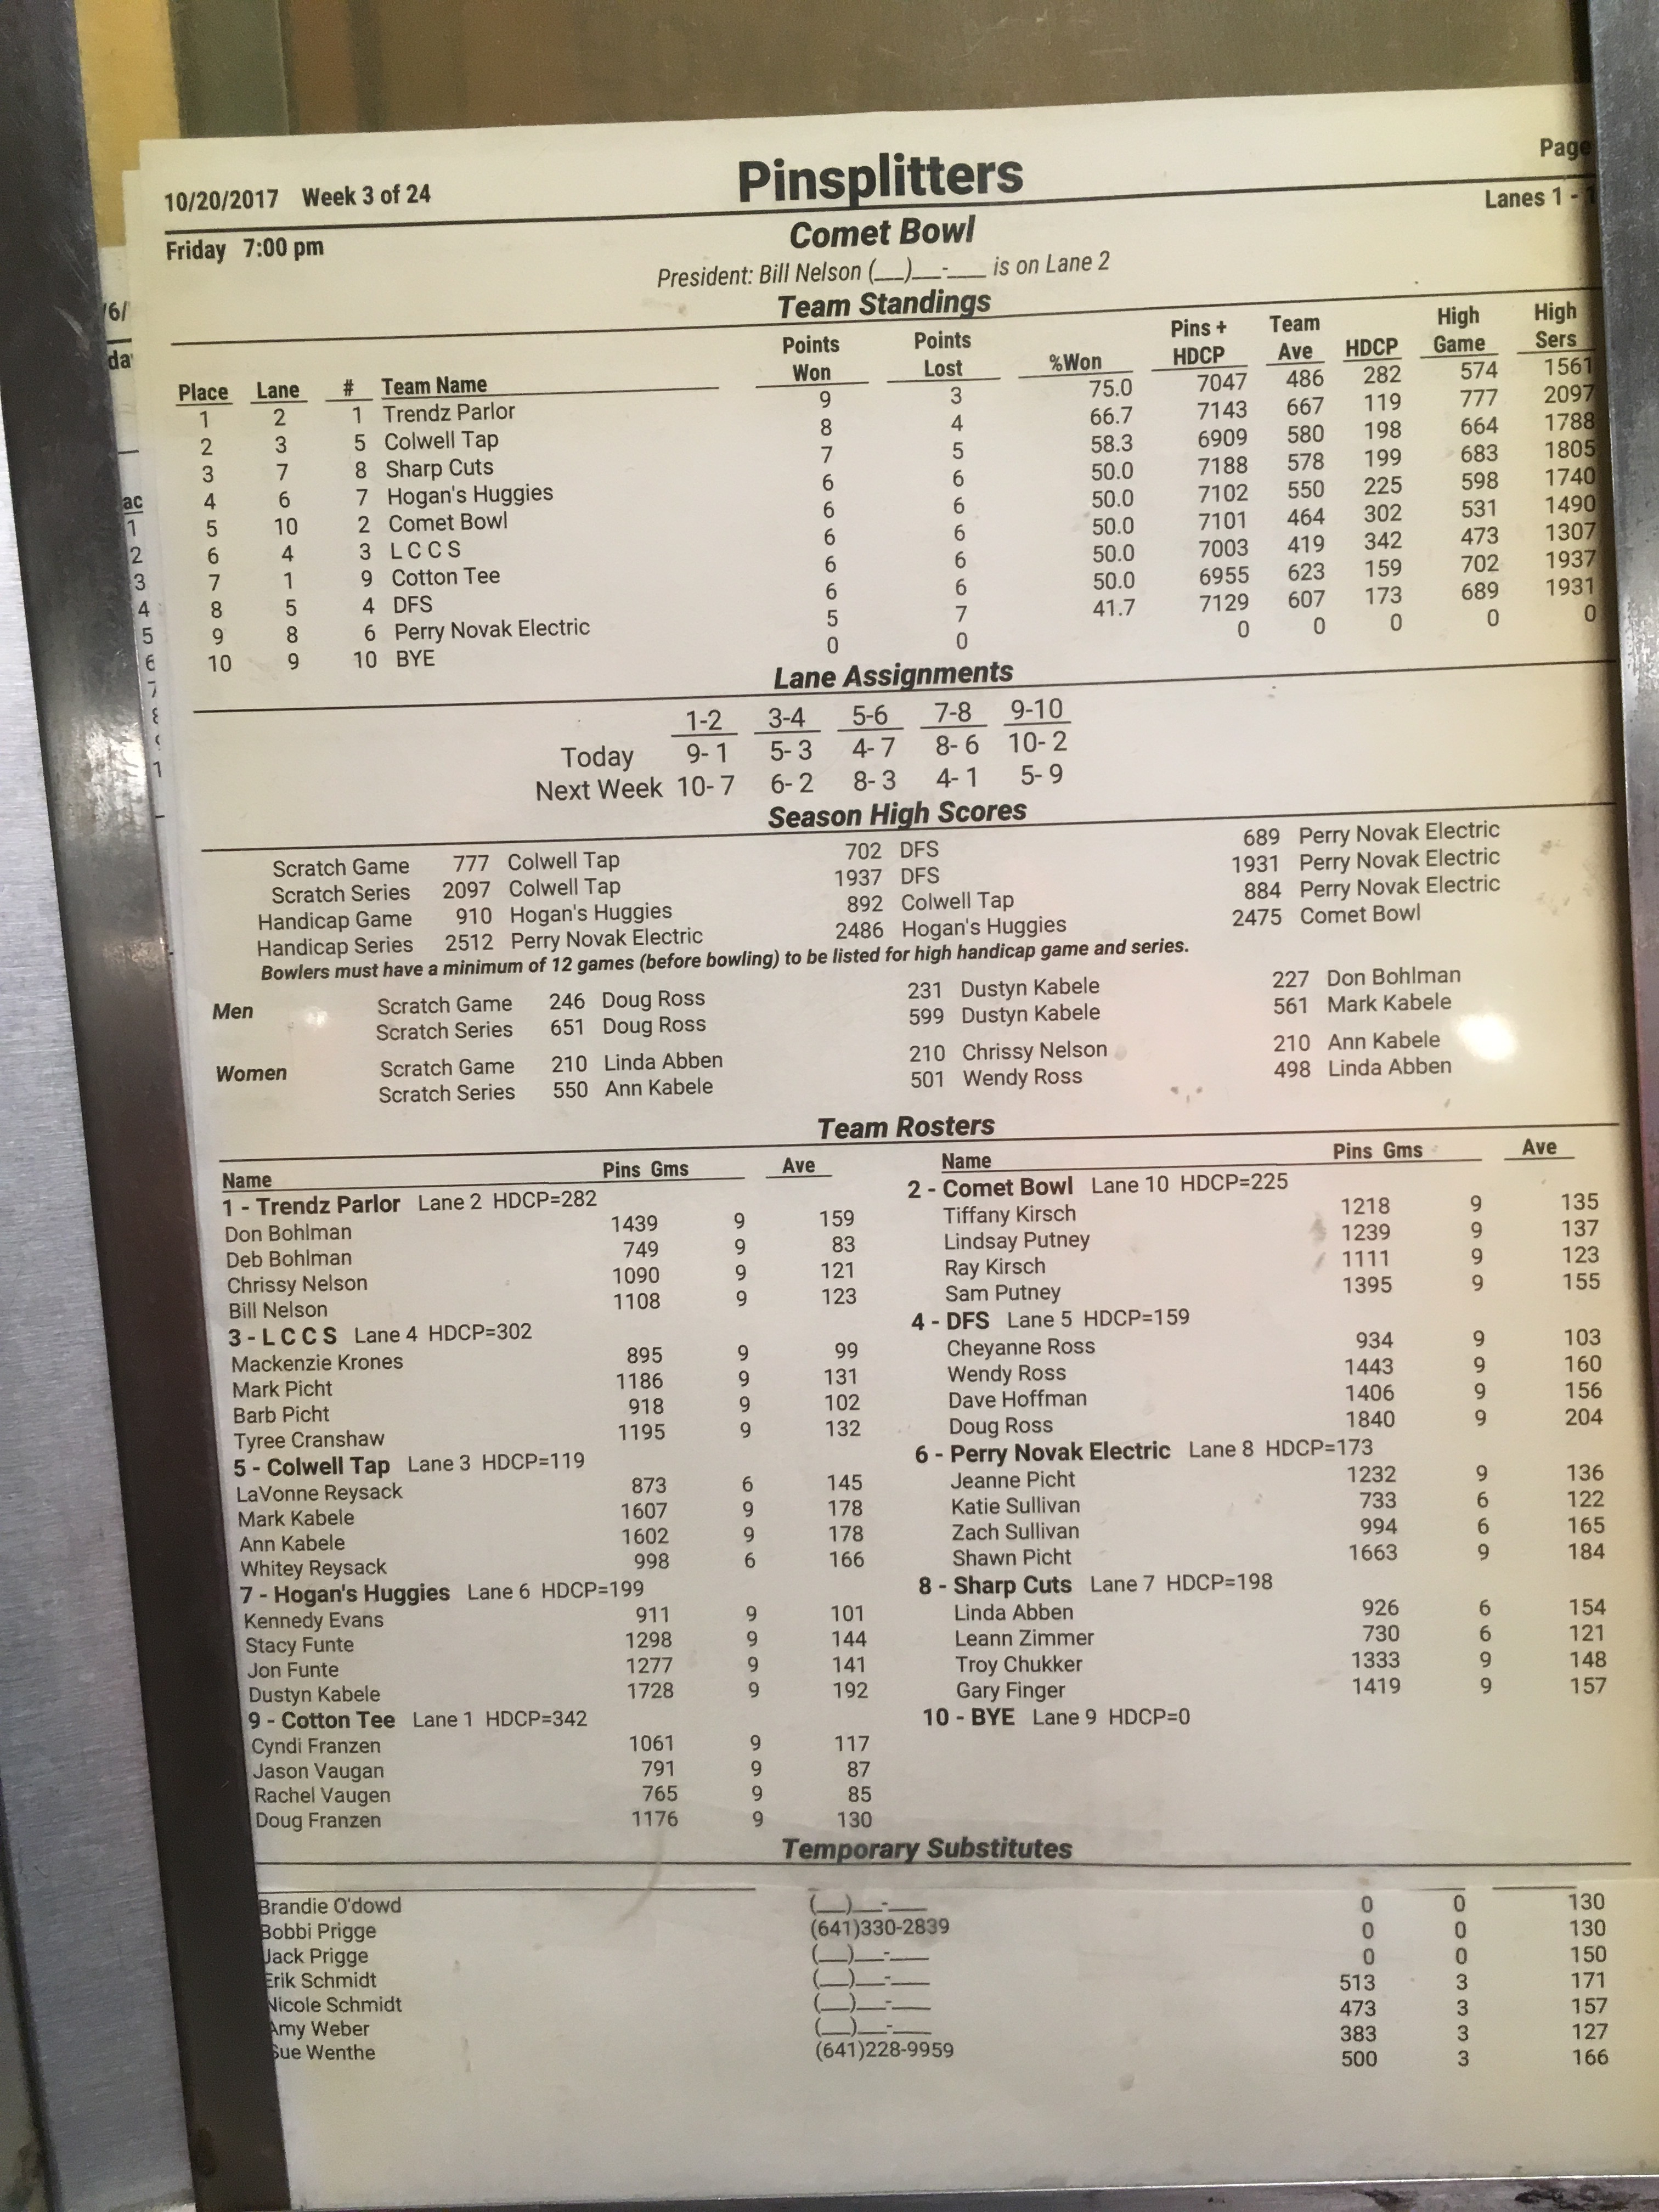 Page
10/20/2017 Week 3 of 24 Pinsplitters Lanes 1 -
Friday 7:00 pm Comet Bowl
President: Bill Nelson (__)__-___ is on Lane 2
Team Standings
Points Points Pins + Team High High
Place Lane # Team Name Won Lost %Won HDCP Ave HDCP Game Sers
1 2 1 Trendz Parlor 9 3 75.0 7047 486 282 574 1561
2 3 5 Colwell Tap 8 4 66.7 7143 667 119 777 2097
3 7 8 Sharp Cuts 7 5 58.3 6909 580 198 664 1788
4 6 7 Hogan's Huggies 6 6 50.0 7188 578 199 683 1805
5 10 2 Comet Bowl 6 6 50.0 7102 550 225 598 1740
6 4 3 L C C S 6 6 50.0 7101 464 302 531 1490
7 1 9 Cotton Tee 6 6 50.0 7003 419 342 473 1307
8 5 4 DFS 6 6 50.0 6955 623 159 702 1937
9 8 6 Perry Novak Electric 5 7 41.7 7129 607 173 689 1931
10 9 10 BYE 0 0 0 0 0 0 0
Lane Assignments
1-2 3-4 5-6 7-8 9-10
Today 9- 1 5- 3 4- 7 8- 6 10- 2
Next Week 10- 7 6- 2 8- 3 4- 1 5- 9
Season High Scores
Scratch Game 777 Colwell Tap 702 DFS 689 Perry Novak Electric
Scratch Series 2097 Colwell Tap 1937 DFS 1931 Perry Novak Electric
Handicap Game 910 Hogan's Huggies 892 Colwell Tap 884 Perry Novak Electric
Handicap Series 2512 Perry Novak Electric 2486 Hogan's Huggies 2475 Comet Bowl
Bowlers must have a minimum of 12 games (before bowling) to be listed for high handicap game and series.
Men Scratch Game 246 Doug Ross 231 Dustyn Kabele 227 Don Bohlman
Scratch Series 651 Doug Ross 599 Dustyn Kabele 561 Mark Kabele
Women Scratch Game 210 Linda Abben 210 Chrissy Nelson 210 Ann Kabele
Scratch Series 550 Ann Kabele 501 Wendy Ross 498 Linda Abben
Team Rosters
Name Pins Gms Ave
1 - Trendz Parlor Lane 2 HDCP=282
Don Bohlman 1439 9 159
Deb Bohlman 749 9 83
Chrissy Nelson 1090 9 121
Bill Nelson 1108 9 123
3 - L C C S Lane 4 HDCP=302
Mackenzie Krones 895 9 99
Mark Picht 1186 9 131
Barb Picht 918 9 102
Tyree Cranshaw 1195 9 132
5 - Colwell Tap Lane 3 HDCP=119
LaVonne Reysack 873 6 145
Mark Kabele 1607 9 178
Ann Kabele 1602 9 178
Whitey Reysack 998 6 166
7 - Hogan's Huggies Lane 6 HDCP=199
Kennedy Evans 911 9 101
Stacy Funte 1298 9 144
Jon Funte 1277 9 141
Dustyn Kabele 1728 9 192
9 - Cotton Tee Lane 1 HDCP=342
Cyndi Franzen 1061 9 117
Jason Vaugan 791 9 87
Rachel Vaugen 765 9 85
Doug Franzen 1176 9 130
Name Pins Gms Ave
2 - Comet Bowl Lane 10 HDCP=225
Tiffany Kirsch 1218 9 135
Lindsay Putney 1239 9 137
Ray Kirsch 1111 9 123
Sam Putney 1395 9 155
4 - DFS Lane 5 HDCP=159
Cheyanne Ross 934 9 103
Wendy Ross 1443 9 160
Dave Hoffman 1406 9 156
Doug Ross 1840 9 204
6 - Perry Novak Electric Lane 8 HDCP=173
Jeanne Picht 1232 9 136
Katie Sullivan 733 6 122
Zach Sullivan 994 6 165
Shawn Picht 1663 9 184
8 - Sharp Cuts Lane 7 HDCP=198
Linda Abben 926 6 154
Leann Zimmer 730 6 121
Troy Chukker 1333 9 148
Gary Finger 1419 9 157
10 - BYE Lane 9 HDCP=0
Temporary Substitutes
Brandie O'dowd (__)__-___ 0 0 130
Bobbi Prigge (641)330-2839 0 0 130
Jack Prigge (__)__-___ 0 0 150
Erik Schmidt (__)__-___ 513 3 171
Nicole Schmidt (__)__-___ 473 3 157
Amy Weber (__)__-___ 383 3 127
Sue Wenthe (641)228-9959 500 3 166